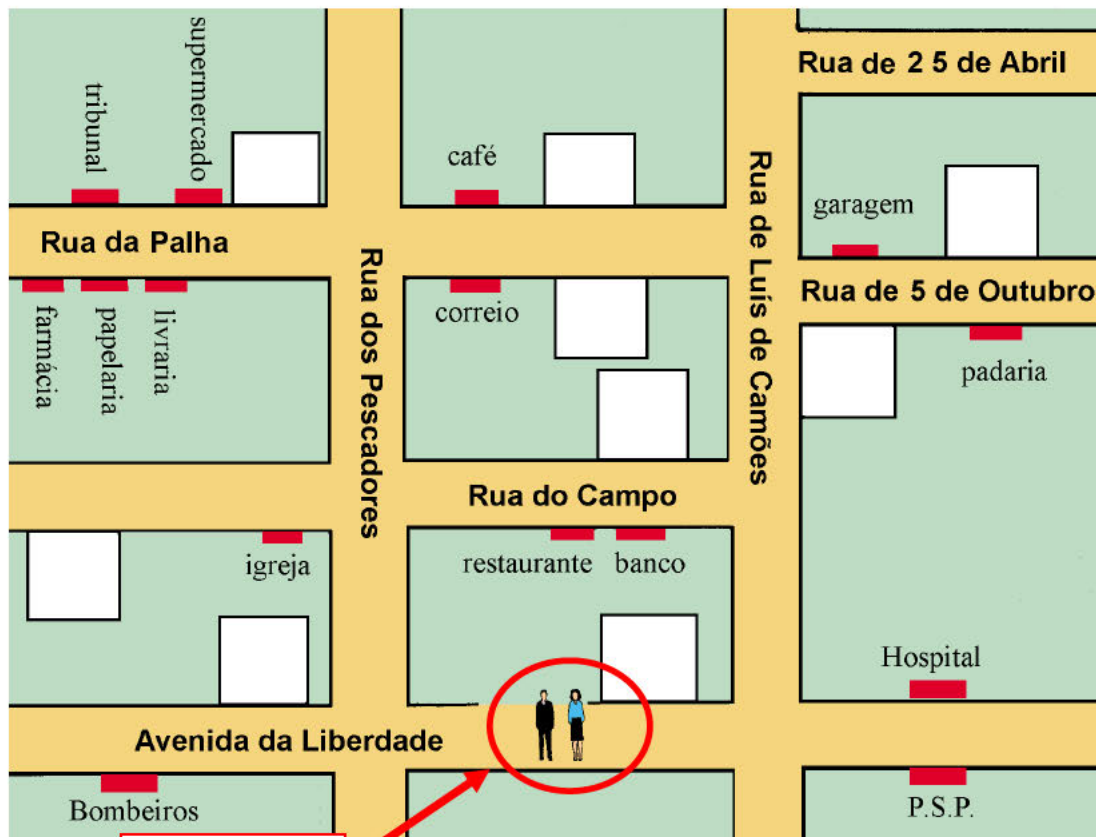 supermercado
tribunal
Rua de 2 5 de Abril
café
Rua de Luís de Camões
garagem
Rua da Palha
Rua dos Pescadores
Rua de 5 de Outubro
correio
farmácia
papelaria
livraria
padaria
Rua do Campo
igreja
restaurante
banco
Hospital
Avenida da Liberdade
Bombeiros
P.S.P.